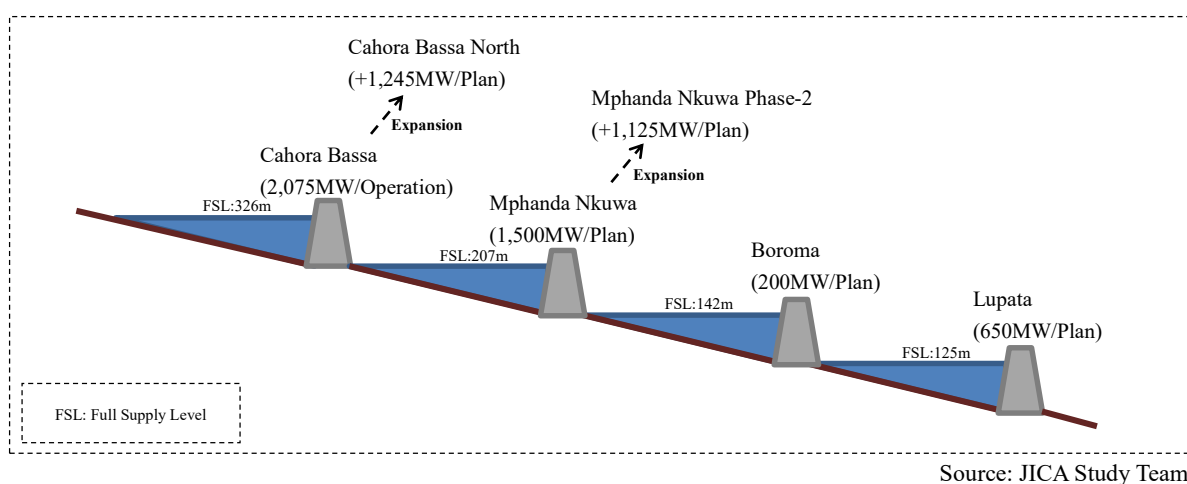 Cahora Bassa North
(+1,245MW/Plan)
Expansion
Mphanda Nkuwa Phase-2
(+1,125MW/Plan)
Expansion
Cahora Bassa
(2,075MW/Operation)
FSL:326m
Mphanda Nkuwa
(1,500MW/Plan)
FSL:207m
Boroma
(200MW/Plan)
FSL:142m
Lupata
(650MW/Plan)
FSL:125m
FSL: Full Supply Level
Source: JICA Study Team